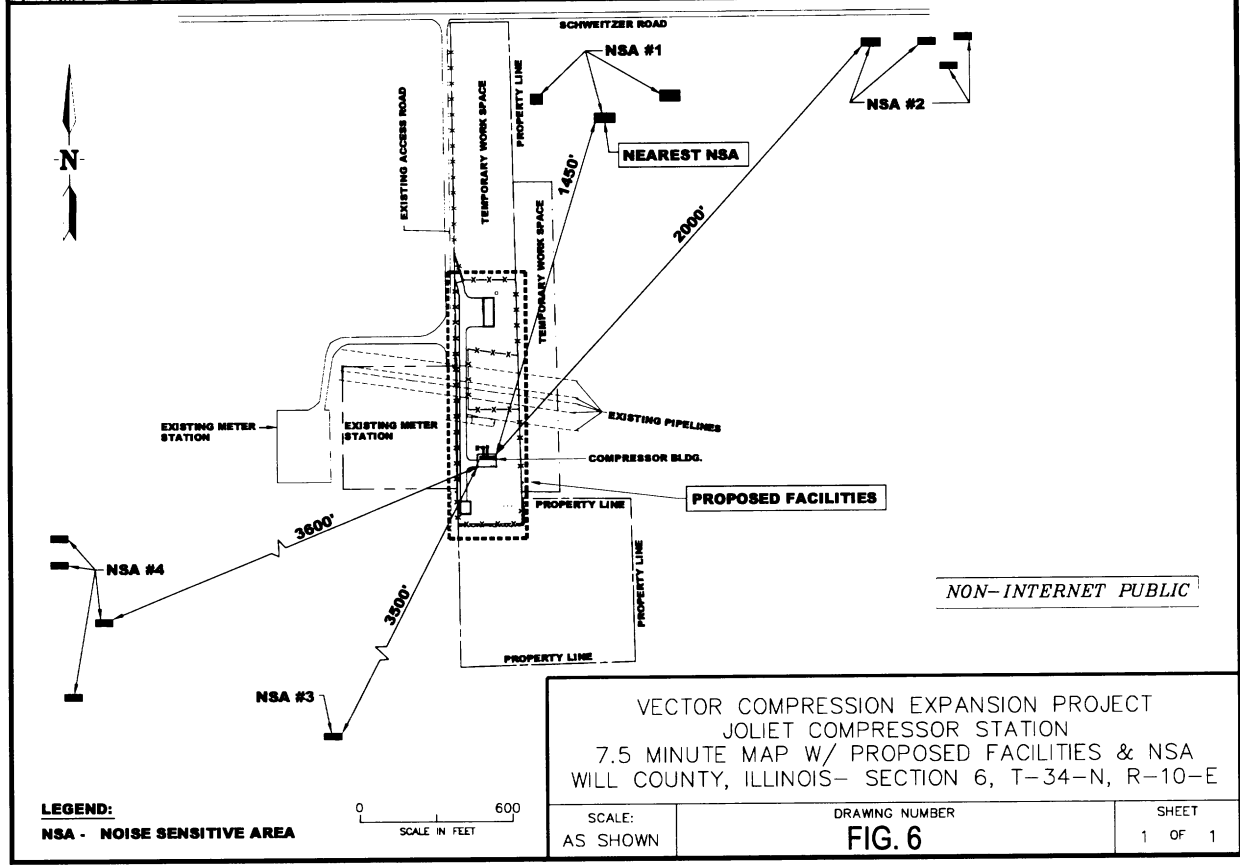 SCHWEITZER ROAD
NSA #1
NSA #2
NEAREST NSA
N
EXISTING ACCESS ROAD
TEMPORARY WORK SPACE
PROPERTY LINE
TEMPORARY WORK SPACE
1450'
2000'
EXISTING PIPELINES
EXISTING METER
STATION
EXISTING METER
STATION
COMPRESSOR BLDG.
PROPOSED FACILITIES
PROPERTY LINE
PROPERTY LINE
PROPERTY LINE
3600'
3500'
NSA #4
NSA #3
NON-INTERNET PUBLIC
LEGEND:
NSA - NOISE SENSITIVE AREA
0 600
SCALE IN FEET
VECTOR COMPRESSION EXPANSION PROJECT
JOLIET COMPRESSOR STATION
7.5 MINUTE MAP W/ PROPOSED FACILITIES & NSA
WILL COUNTY, ILLINOIS- SECTION 6, T-34-N, R-10-E
SCALE:
AS SHOWN
DRAWING NUMBER
FIG. 6
SHEET
1 OF 1